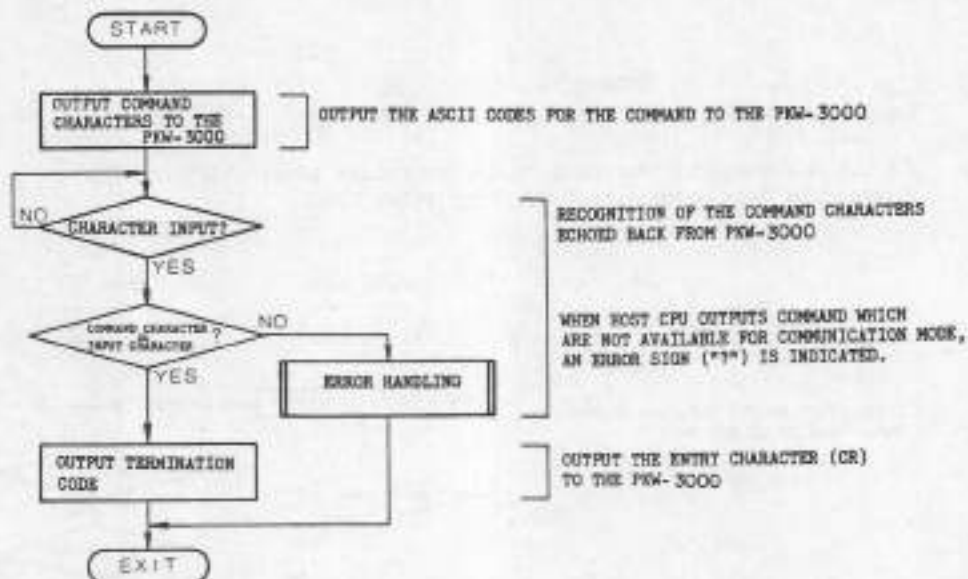 START
OUTPUT COMMAND
CHARACTERS TO THE
PKW-3000
OUTPUT THE ASCII CODES FOR THE COMMAND TO THE PKW-3000
NO
CHARACTER INPUT?
RECOGNITION OF THE COMMAND CHARACTERS
ECHOED BACK FROM PKW-3000
YES
COMMAND CHARACTER
=
INPUT CHARACTER
?
NO
WHEN HOST CPU OUTPUTS COMMAND WHICH
ARE NOT AVAILABLE FOR COMMUNICATION MODE,
AN ERROR SIGN ("?") IS INDICATED.
YES
ERROR HANDLING
OUTPUT TERMINATION
CODE
OUTPUT THE ENTRY CHARACTER (CR)
TO THE PKW-3000
EXIT